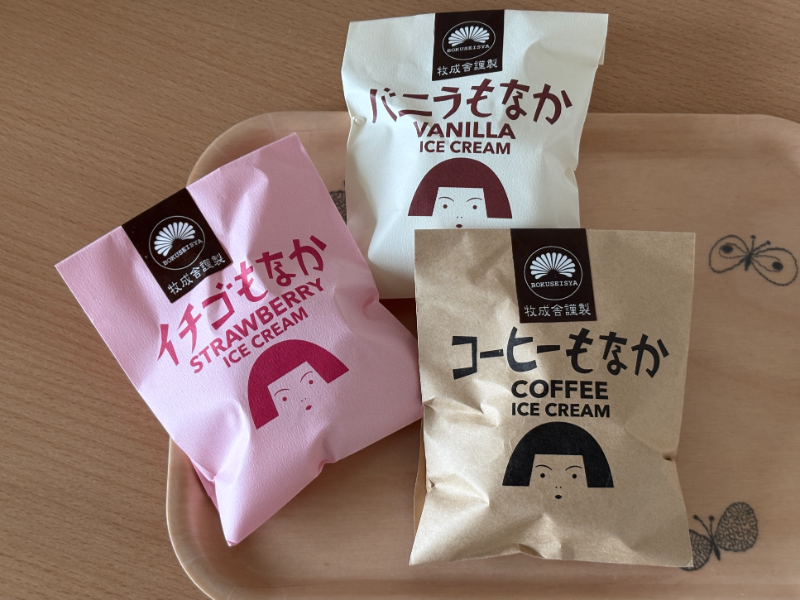 BOKUSEISYA
牧成舎謹製
バニラもなか
VANILLA
ICE CREAM
BOKUSEISYA
牧成舎謹製
イチゴもなか
STRAWBERRY
ICE CREAM
BOKUSEISYA
牧成舎謹製
コーヒーもなか
COFFEE
ICE CREAM